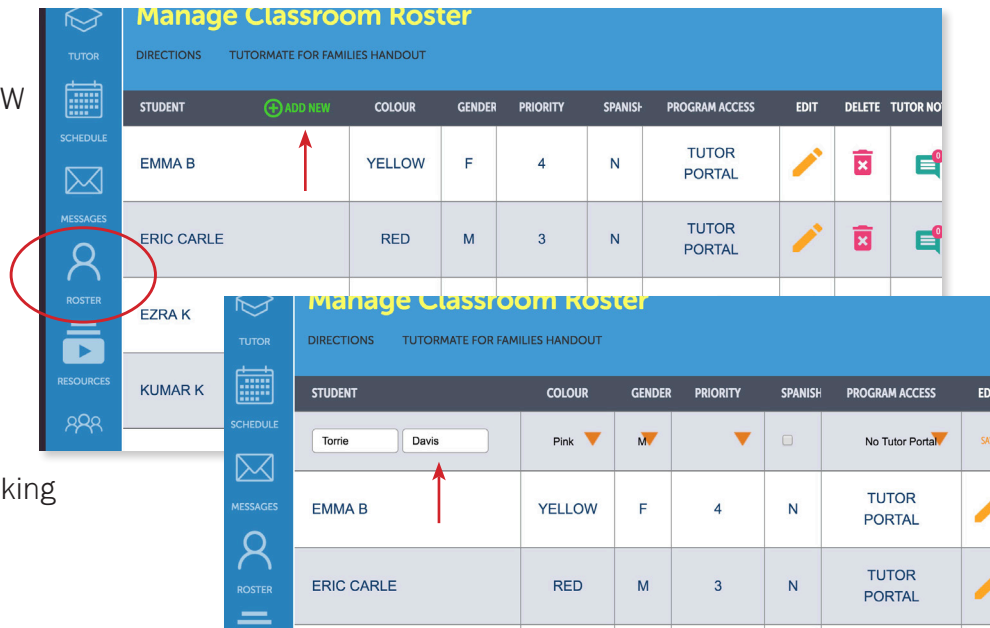 W
Manage Classroom Roster
TUTOR
DIRECTIONS TUTORMATE FOR FAMILIES HANDOUT
STUDENT ADD NEW COLOUR GENDER PRIORITY SPANISH PROGRAM ACCESS EDIT DELETE TUTOR NO
SCHEDULE
EMMA B YELLOW F 4 N TUTOR PORTAL 0
MESSAGES
ERIC CARLE RED M 3 N TUTOR PORTAL 0
ROSTER
EZRA K
RESOURCES
KUMAR K
king
Manage Classroom Roster
TUTOR
DIRECTIONS TUTORMATE FOR FAMILIES HANDOUT
STUDENT COLOUR GENDER PRIORITY SPANISH PROGRAM ACCESS ED
SCHEDULE
Torrie Davis Pink M No Tutor Portal SA
MESSAGES
EMMA B YELLOW F 4 N TUTOR PORTAL
ROSTER
ERIC CARLE RED M 3 N TUTOR PORTAL